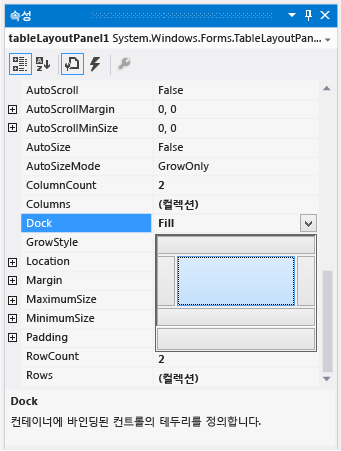 속성
tableLayoutPanel1 System.Windows.Forms.TableLayoutPan...
AutoScroll False
AutoScrollMargin 0, 0
AutoScrollMinSize 0, 0
AutoSize False
AutoSizeMode GrowOnly
ColumnCount 2
Columns (컬렉션)
Dock Fill
GrowStyle
Location
Margin
MaximumSize
MinimumSize
Padding
RowCount 2
Rows (컬렉션)
Dock
컨테이너에 바인딩된 컨트롤의 테두리를 정의합니다.